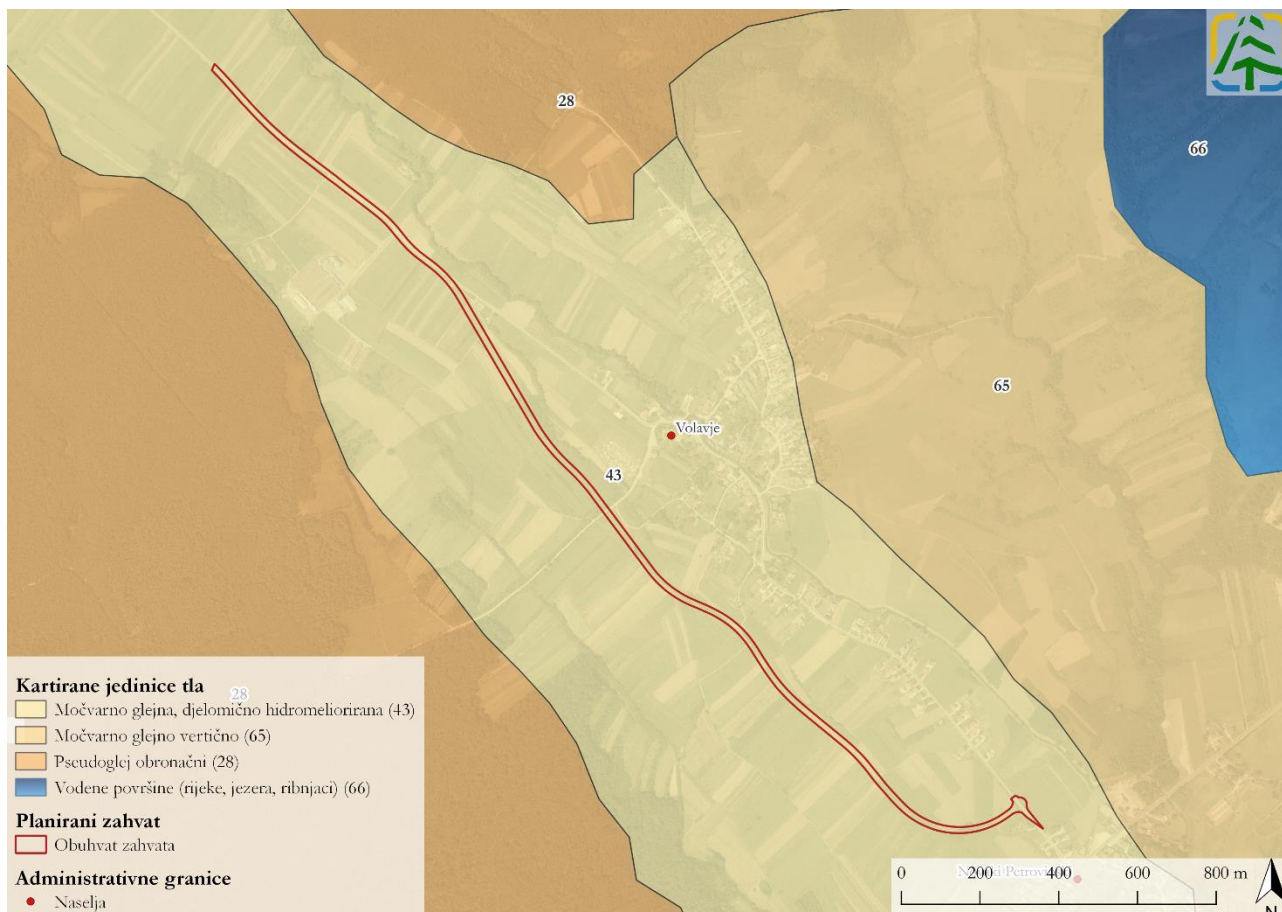 28
66
65
Volavje
43
Kartirane jedinice tla
28
Močvarno glejna, djelomično hidromeliorirana (43)
Močvarno glejno vertično (65)
Pseudoglej obronačni (28)
Vodene površine (rijeke, jezera, ribnjaci) (66)
Planirani zahvat
Obuhvat zahvata
Administrativne granice
Naselja
0 200 400 600 800 m
N